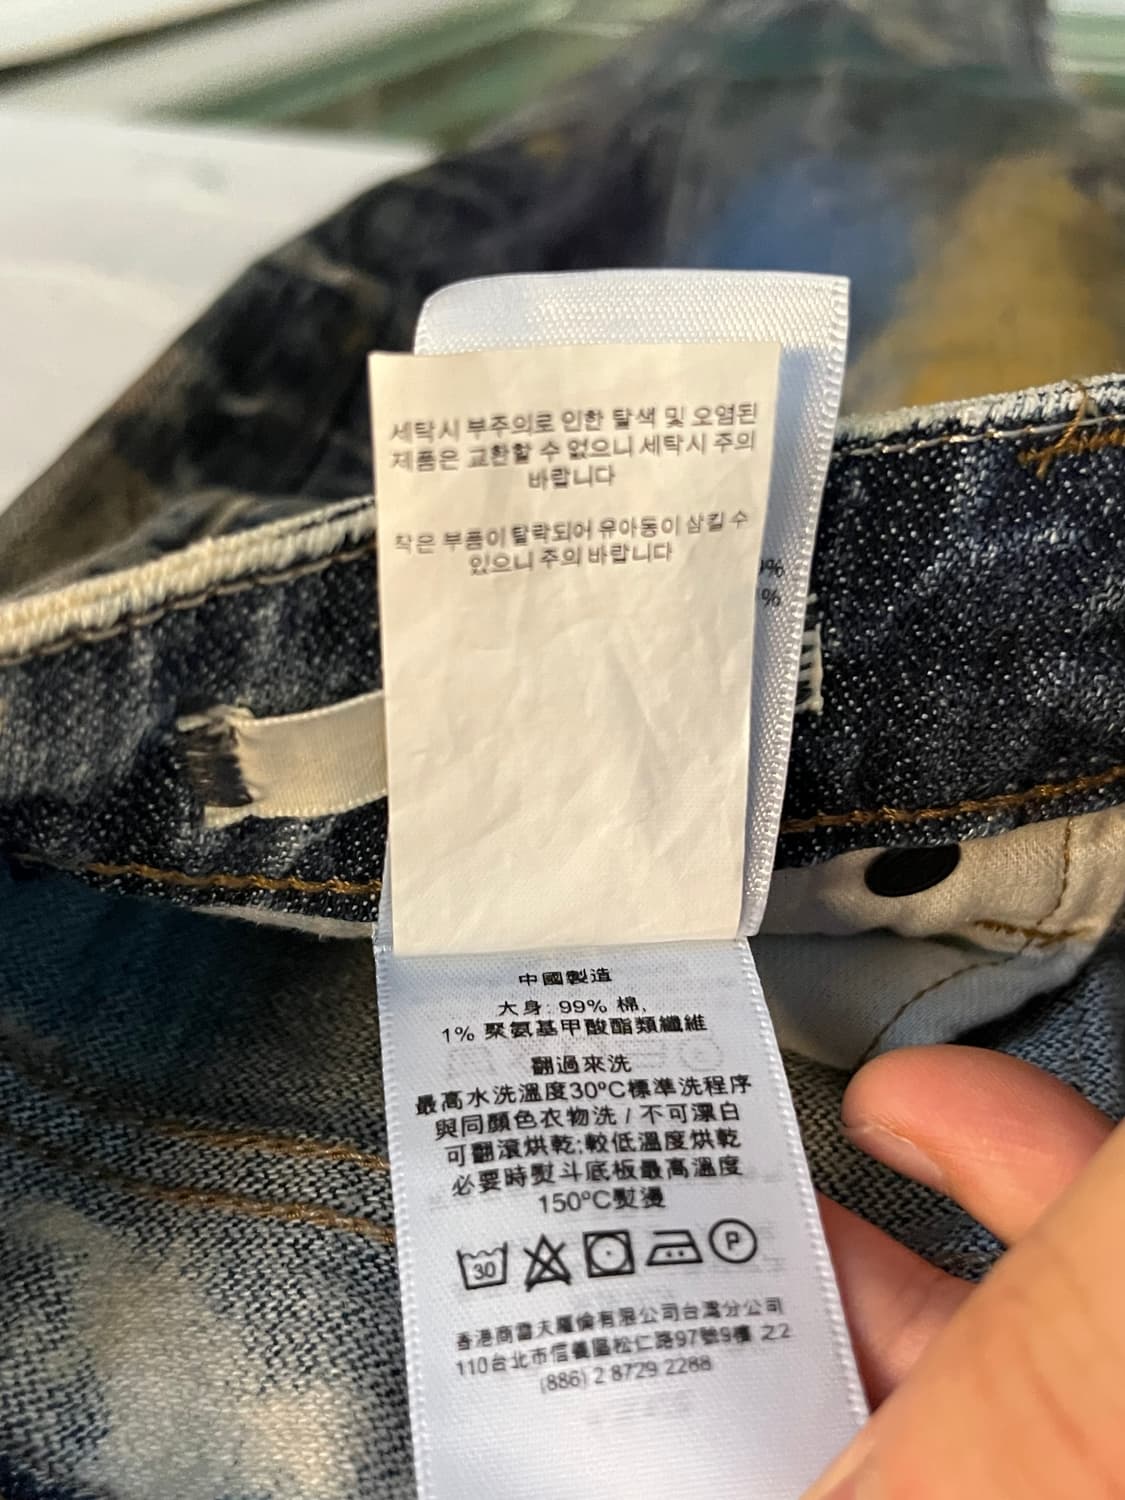 세탁시 부주의로 인한 탈색 및 오염된
제품은 교환할 수 없으니 세탁시 주의
바랍니다
작은 부품이 탈락되어 유아동이 삼킬 수
있으니 주의 바랍니다
%
%
中國製造
大身: 99% 棉,
1% 聚氨基甲酸酯類纖維
翻過來洗
最高水洗溫度30ºC標準洗程序
與同顏色衣物洗 / 不可漂白
可翻滾烘乾;較低溫度烘乾
必要時熨斗底板最高溫度
150ºC熨燙
30 P
香港商雷夫羅倫有限公司台灣分公司
110台北市信義區松仁路97號9樓 之2
(886) 2 8729 2288